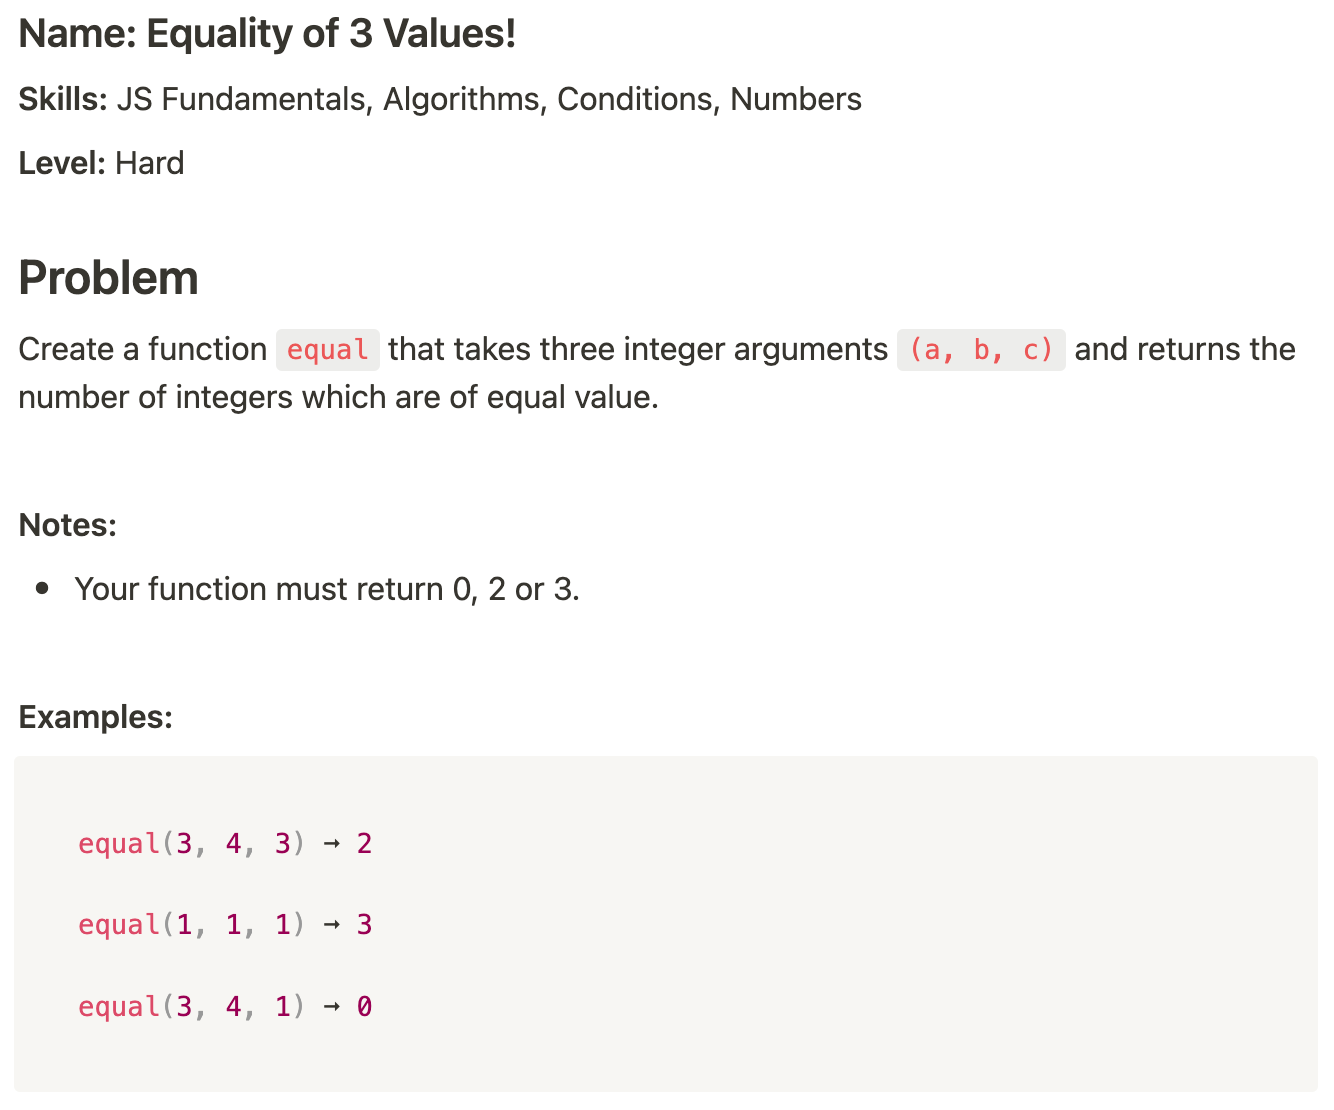 Name: Equality of 3 Values!
Skills: JS Fundamentals, Algorithms, Conditions, Numbers
Level: Hard
Problem
Create a function equal that takes three integer arguments (a, b, c) and returns the
number of integers which are of equal value.
Notes:
• Your function must return 0, 2 or 3.
Examples:
equal(3, 4, 3) → 2
equal(1, 1, 1) → 3
equal(3, 4, 1) → 0